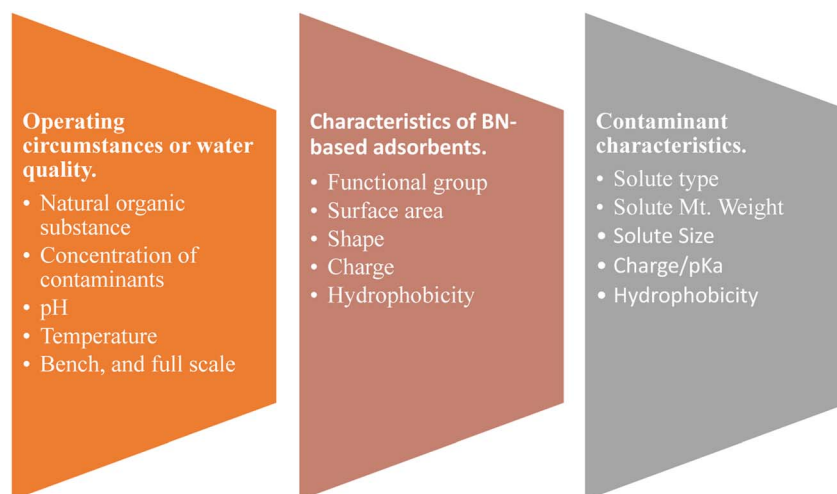 Operating
circumstances or water
quality.
• Natural organic
substance
• Concentration of
contaminants
• pH
• Temperature
• Bench, and full scale
Characteristics of BN-
based adsorbents.
• Functional group
• Surface area
• Shape
• Charge
• Hydrophobicity
Contaminant
characteristics.
• Solute type
• Solute Mt. Weight
• Solute Size
• Charge/pKa
• Hydrophobicity